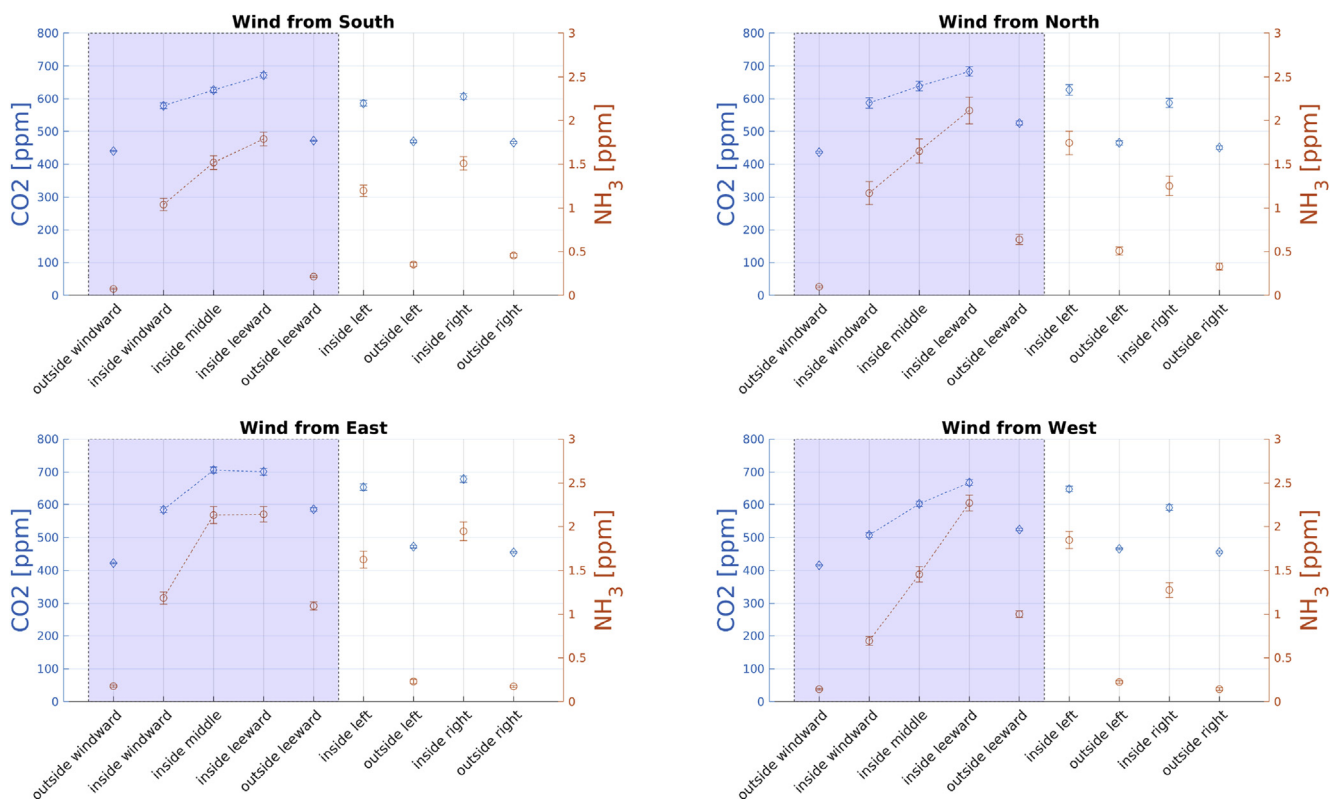 Wind from South
800
700
600
500
400
300
200
100
0
CO2 [ppm]
3
2.5
2
1.5
1
0.5
0
NH3 [ppm]
outside windward
inside windward
inside middle
inside leeward
outside leeward
inside left
outside left
inside right
outside right
Wind from North
800
700
600
500
400
300
200
100
0
CO2 [ppm]
3
2.5
2
1.5
1
0.5
0
NH3 [ppm]
outside windward
inside windward
inside middle
inside leeward
outside leeward
inside left
outside left
inside right
outside right
Wind from East
800
700
600
500
400
300
200
100
0
CO2 [ppm]
3
2.5
2
1.5
1
0.5
0
NH3 [ppm]
outside windward
inside windward
inside middle
inside leeward
outside leeward
inside left
outside left
inside right
outside right
Wind from West
800
700
600
500
400
300
200
100
0
CO2 [ppm]
3
2.5
2
1.5
1
0.5
0
NH3 [ppm]
outside windward
inside windward
inside middle
inside leeward
outside leeward
inside left
outside left
inside right
outside right